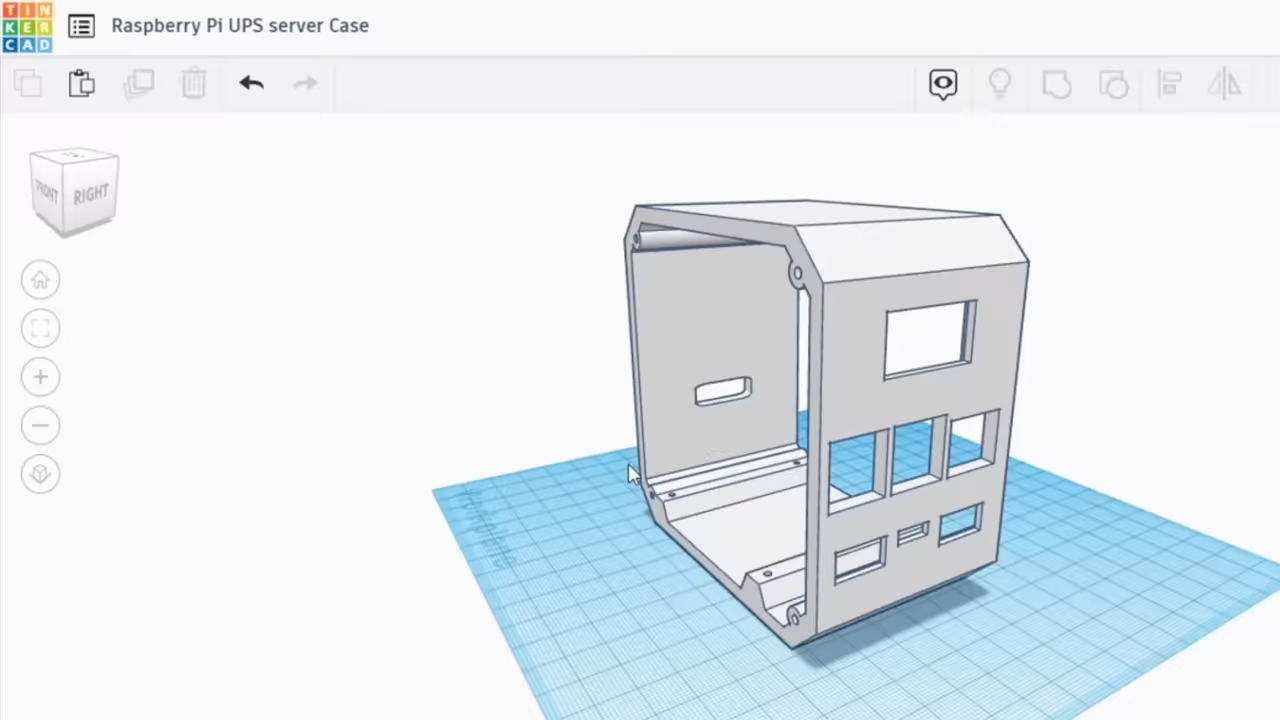 TIN
KER
CAD
Raspberry Pi UPS server Case
FRONT
RIGHT